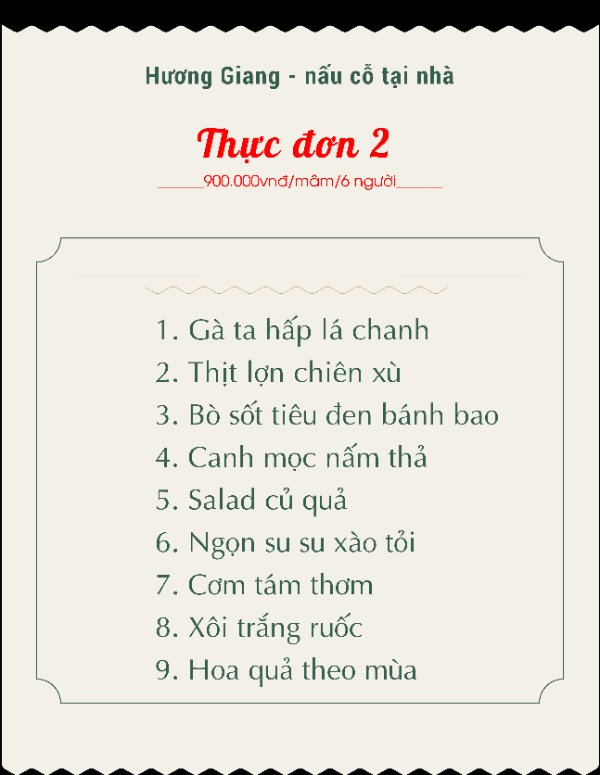 Hương Giang - nấu cỗ tại nhà
Thực đơn 2
______900.000vnđ/mâm/6 người______
1. Gà ta hấp lá chanh
2. Thịt lợn chiên xù
3. Bò sốt tiêu đen bánh bao
4. Canh mọc nấm thả
5. Salad củ quả
6. Ngọn su su xào tỏi
7. Cơm tám thơm
8. Xôi trắng ruốc
9. Hoa quả theo mùa